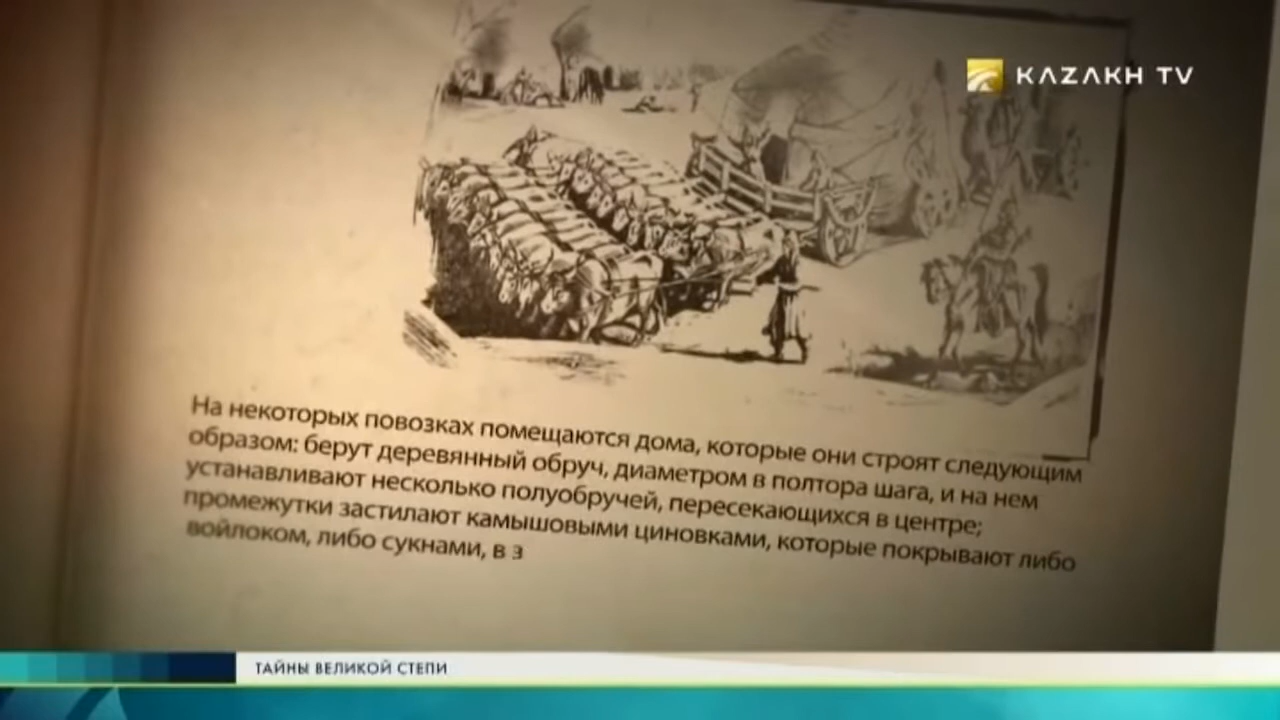 KAZAKH TV
На некоторых повозках помещаются дома, которые они строят следующим
образом: берут деревянный обруч, диаметром в полтора шага, и на нем
устанавливают несколько полуобручей, пересекающихся в центре;
промежутки застилают камышовыми циновками, которые покрывают либо
войлоком, либо сукнами, в з
ТАЙНЫ ВЕЛИКОЙ СТЕПИ